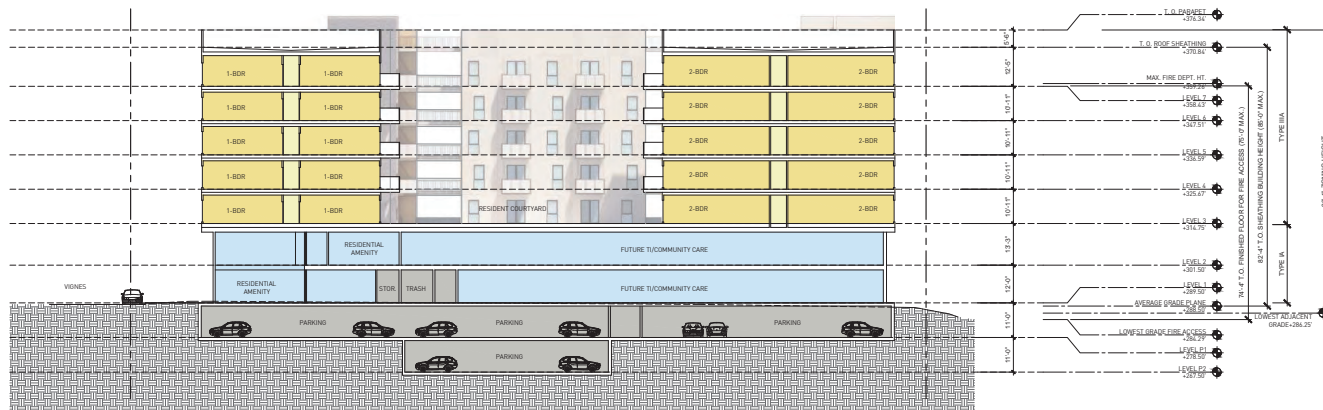 T. O. PARAPET
+376.34'
5'-6"
T. O. ROOF SHEATHING
+370.84'
12'-5"
1-BDR 1-BDR 2-BDR 2-BDR
MAX. FIRE DEPT. HT.
LEVEL 7
+358.43'
10'-11"
1-BDR 1-BDR 2-BDR 2-BDR
LEVEL 6
+347.51'
10'-11"
1-BDR 1-BDR 2-BDR 2-BDR
LEVEL 5
+336.59'
10'-11"
1-BDR 1-BDR 2-BDR 2-BDR
LEVEL 4
+325.67'
10'-11"
1-BDR 1-BDR RESIDENT COURTYARD 2-BDR 2-BDR
LEVEL 3
+314.75'
13'-3"
RESIDENTIAL
AMENITY
FUTURE TI/COMMUNITY CARE
LEVEL 2
+301.50'
12'-0"
VIGNES
RESIDENTIAL
AMENITY
STOR. TRASH
FUTURE TI/COMMUNITY CARE
LEVEL 1
+289.50'
AVERAGE GRADE PLANE
+288.50'
LOWEST ADJACENT
GRADE+286.25'
11'-0"
PARKING PARKING PARKING
LOWEST GRADE FIRE ACCESS
LEVEL P1
+278.50'
11'-0"
PARKING
LEVEL P2
+267.50'
74'-4" T.O. FINISHED FLOOR FOR FIRE ACCESS (75'-0" MAX.)
82'-4" T.O. SHEATHING BUILDING HEIGHT (85'-0" MAX.)
TYPE IIIA
TYPE IA